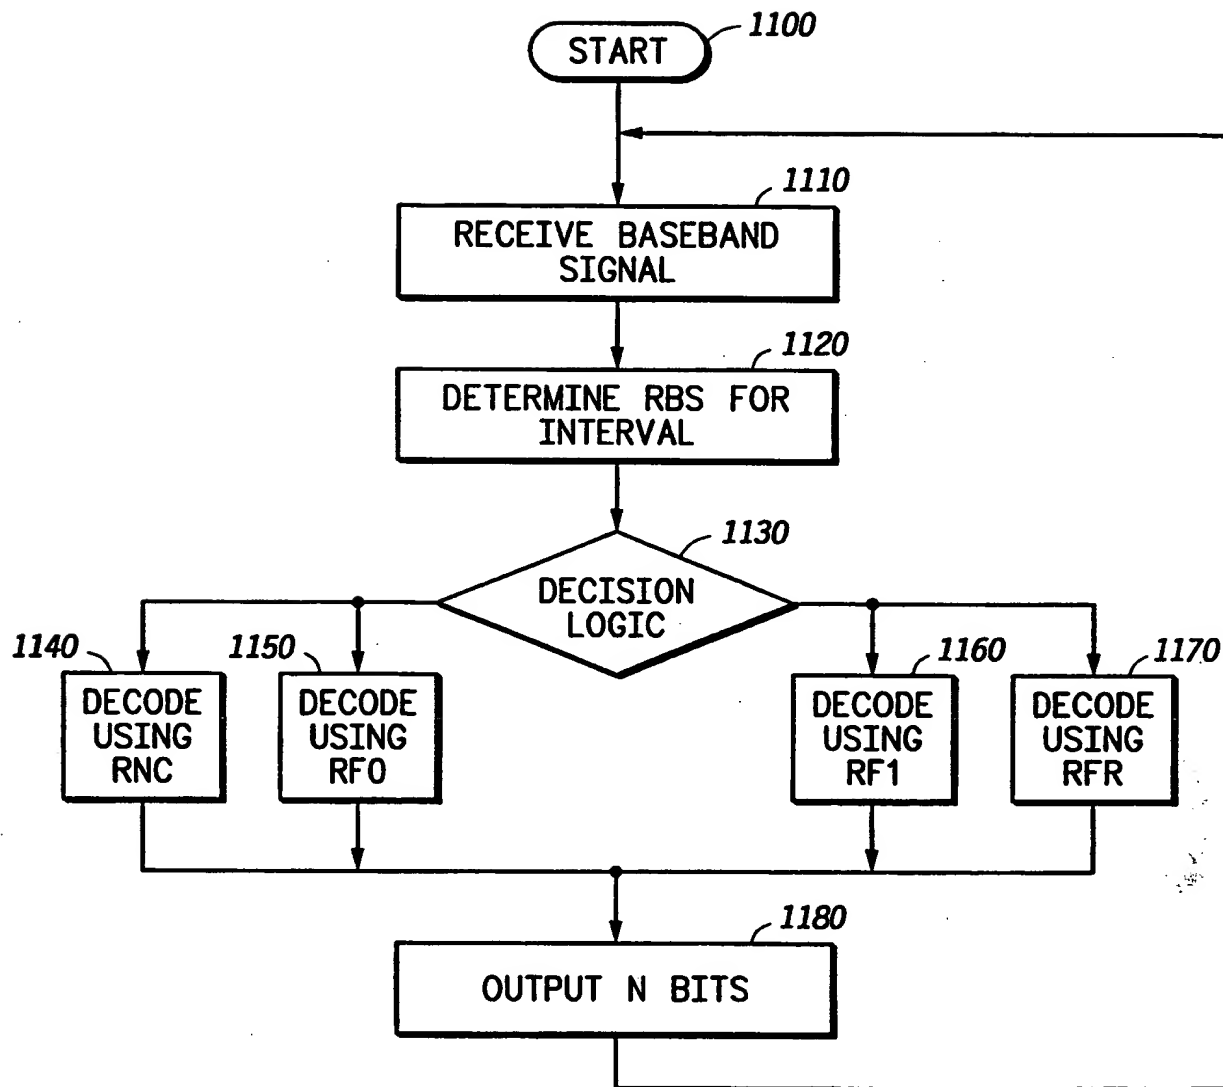 1100
START
1110
RECEIVE BASEBAND
SIGNAL
1120
DETERMINE RBS FOR
INTERVAL
1130
DECISION
LOGIC
1140
1150
1160
1170
DECODE
USING
RNC
DECODE
USING
RF0
DECODE
USING
RF1
DECODE
USING
RFR
1180
OUTPUT N BITS